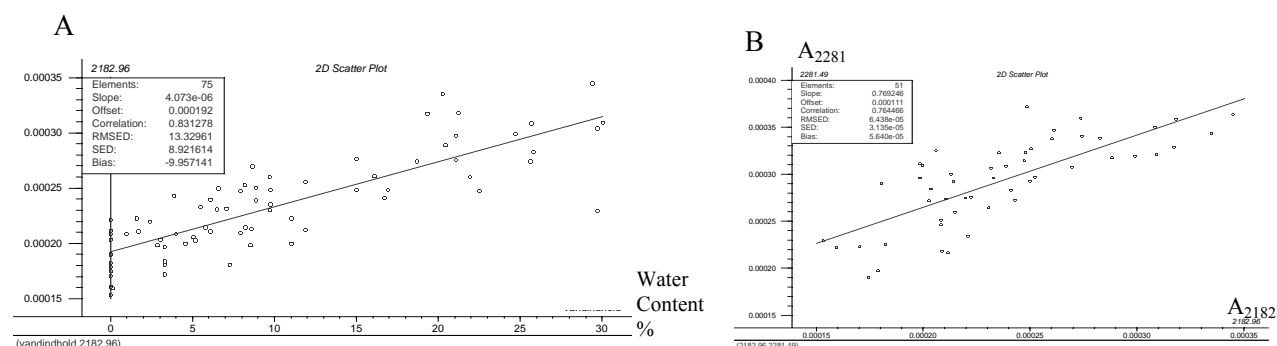 A
2182.96
2D Scatter Plot
Elements: 75
Slope: 4.073e-06
Offset: 0.000192
Correlation: 0.831278
RMSED: 13.32961
SED: 8.921614
Bias: -9.957141
0.00035
0.00030
0.00025
0.00020
0.00015
0 5 10 15 20 25 30
Water
Content
%
(vandindhold,2182.96)
B
A2281
2281.49
2D Scatter Plot
Elements: 51
Slope: 0.769246
Offset: 0.000111
Correlation: 0.764466
RMSED: 6.438e-05
SED: 3.135e-05
Bias: 5.640e-05
0.00040
0.00035
0.00030
0.00025
0.00020
0.00015
0.00015 0.00020 0.00025 0.00030 0.00035
A2182
2182.96
(2182.96,2281.49)